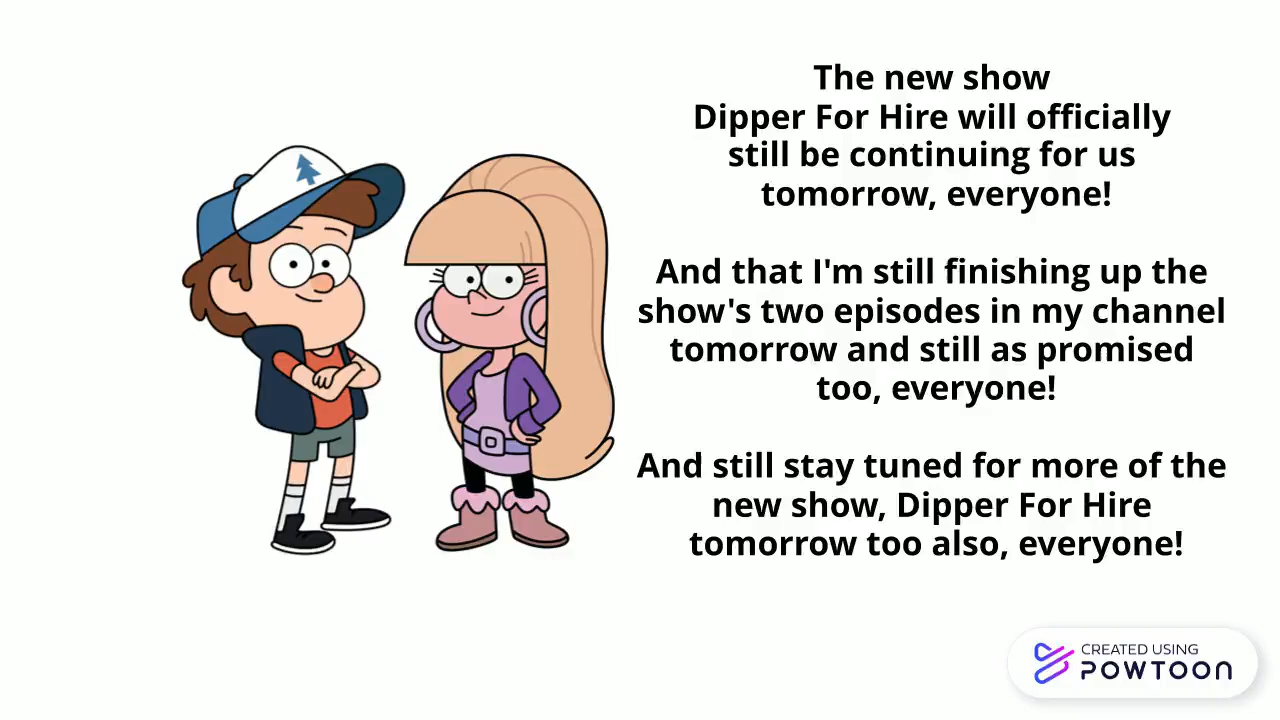 The new show
Dipper For Hire will officially
still be continuing for us
tomorrow, everyone!
And that I'm still finishing up the
show's two episodes in my channel
tomorrow and still as promised
too, everyone!
And still stay tuned for more of the
new show, Dipper For Hire
tomorrow too also, everyone!
CREATED USING
POWTOON